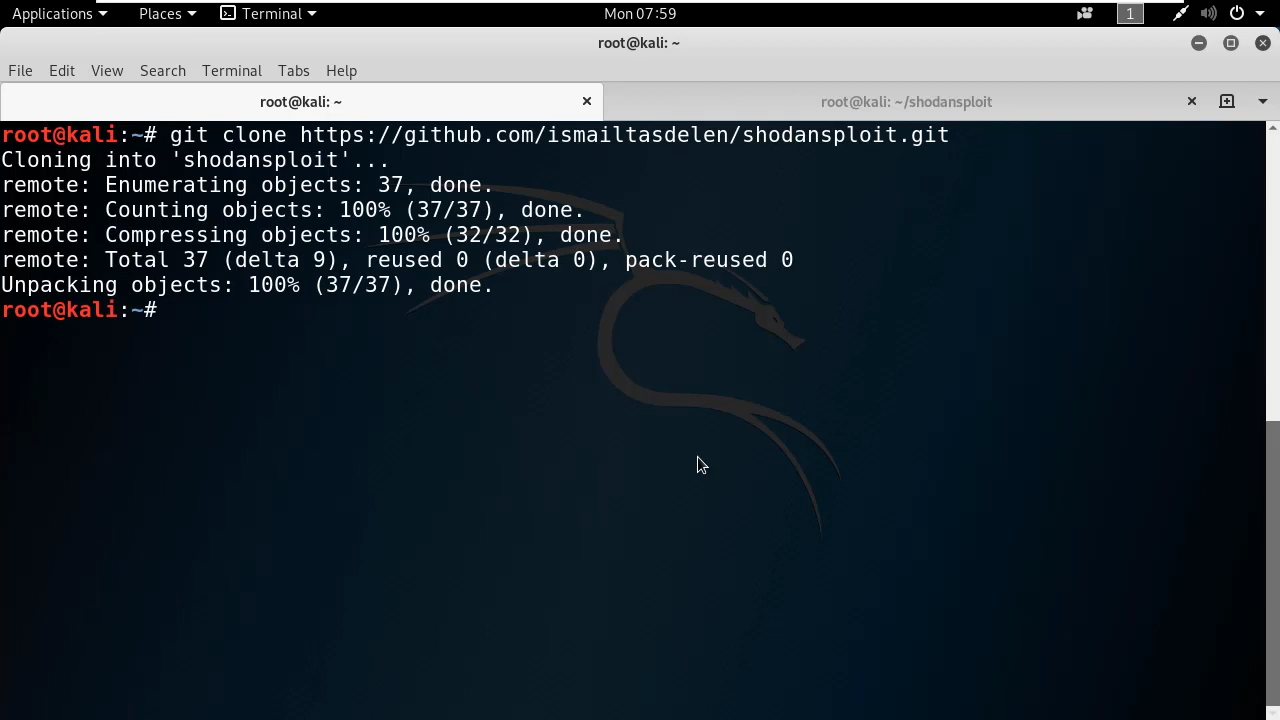 Applications Places Terminal Mon 07:59 1
root@kali: ~
File Edit View Search Terminal Tabs Help
root@kali: ~ root@kali: ~/shodansploit
root@kali:~# git clone https://github.com/ismailtasdelen/shodansploit.git
Cloning into 'shodansploit'...
remote: Enumerating objects: 37, done.
remote: Counting objects: 100% (37/37), done.
remote: Compressing objects: 100% (32/32), done.
remote: Total 37 (delta 9), reused 0 (delta 0), pack-reused 0
Unpacking objects: 100% (37/37), done.
root@kali:~#